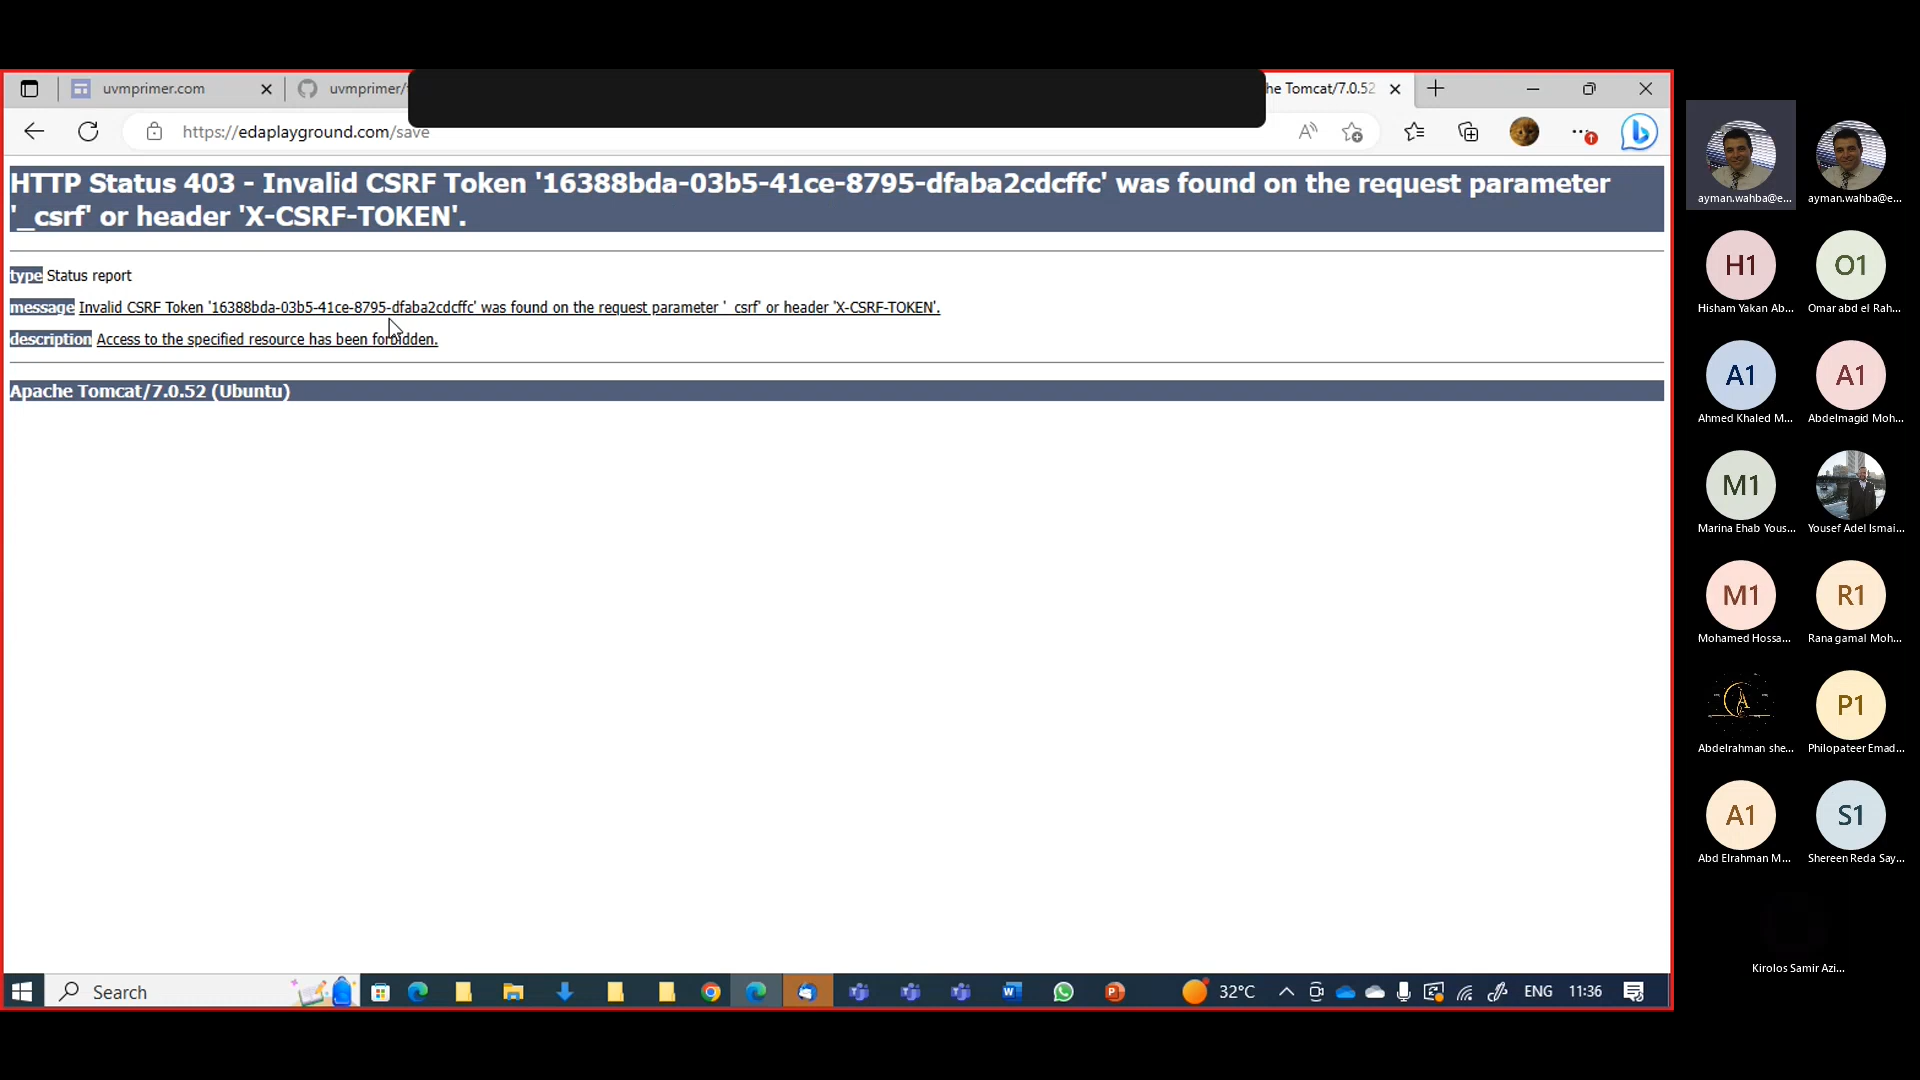 uvmprimer.com
uvmprimer/
he Tomcat/7.0.52
https://edaplayground.com/save
HTTP Status 403 - Invalid CSRF Token '16388bda-03b5-41ce-8795-dfaba2cdcffc' was found on the request parameter
'_csrf' or header 'X-CSRF-TOKEN'.
type Status report
message Invalid CSRF Token '16388bda-03b5-41ce-8795-dfaba2cdcffc' was found on the request parameter '_csrf' or header 'X-CSRF-TOKEN'.
description Access to the specified resource has been forbidden.
Apache Tomcat/7.0.52 (Ubuntu)
Search
32°C
ENG
11:36
ayman.wahba@e...
ayman.wahba@e...
H1
O1
Hisham Yakan Ab...
Omar abd el Rah...
A1
A1
Ahmed Khaled M...
Abdelmagid Moh...
M1
Marina Ehab Yous...
Yousef Adel Ismai...
M1
R1
Mohamed Hossa...
Rana gamal Moh...
A
P1
Abdelrahman she...
Philopateer Emad...
A1
S1
Abd Elrahman M...
Shereen Reda Say...
Kirolos Samir Azi...